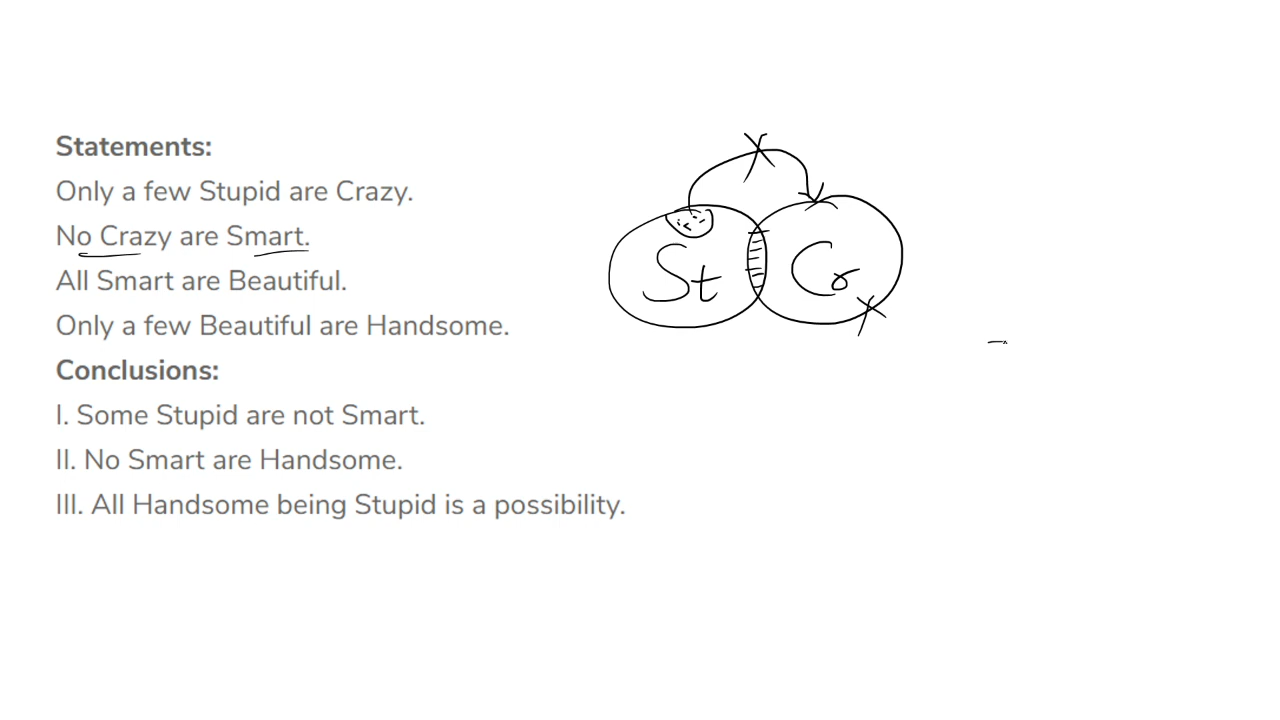 Statements:
Only a few Stupid are Crazy.
No Crazy are Smart.
All Smart are Beautiful.
Only a few Beautiful are Handsome.
Conclusions:
I. Some Stupid are not Smart.
II. No Smart are Handsome.
III. All Handsome being Stupid is a possibility.
St
Cr